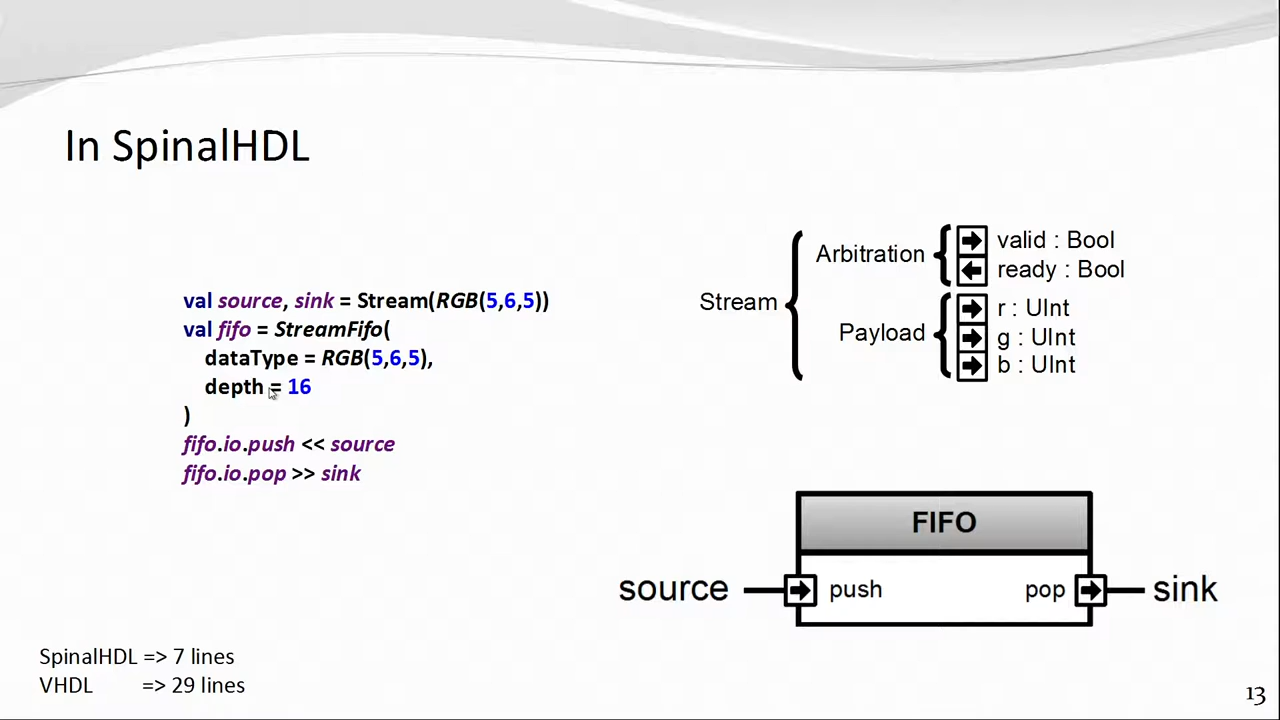 In SpinalHDL
val source, sink = Stream(RGB(5,6,5))
val fifo = StreamFifo(
dataType = RGB(5,6,5),
depth = 16
)
fifo.io.push << source
fifo.io.pop >> sink
Stream
Arbitration
valid : Bool
ready : Bool
Payload
r : UInt
g : UInt
b : UInt
FIFO
source
push
pop
sink
SpinalHDL => 7 lines
VHDL => 29 lines
13